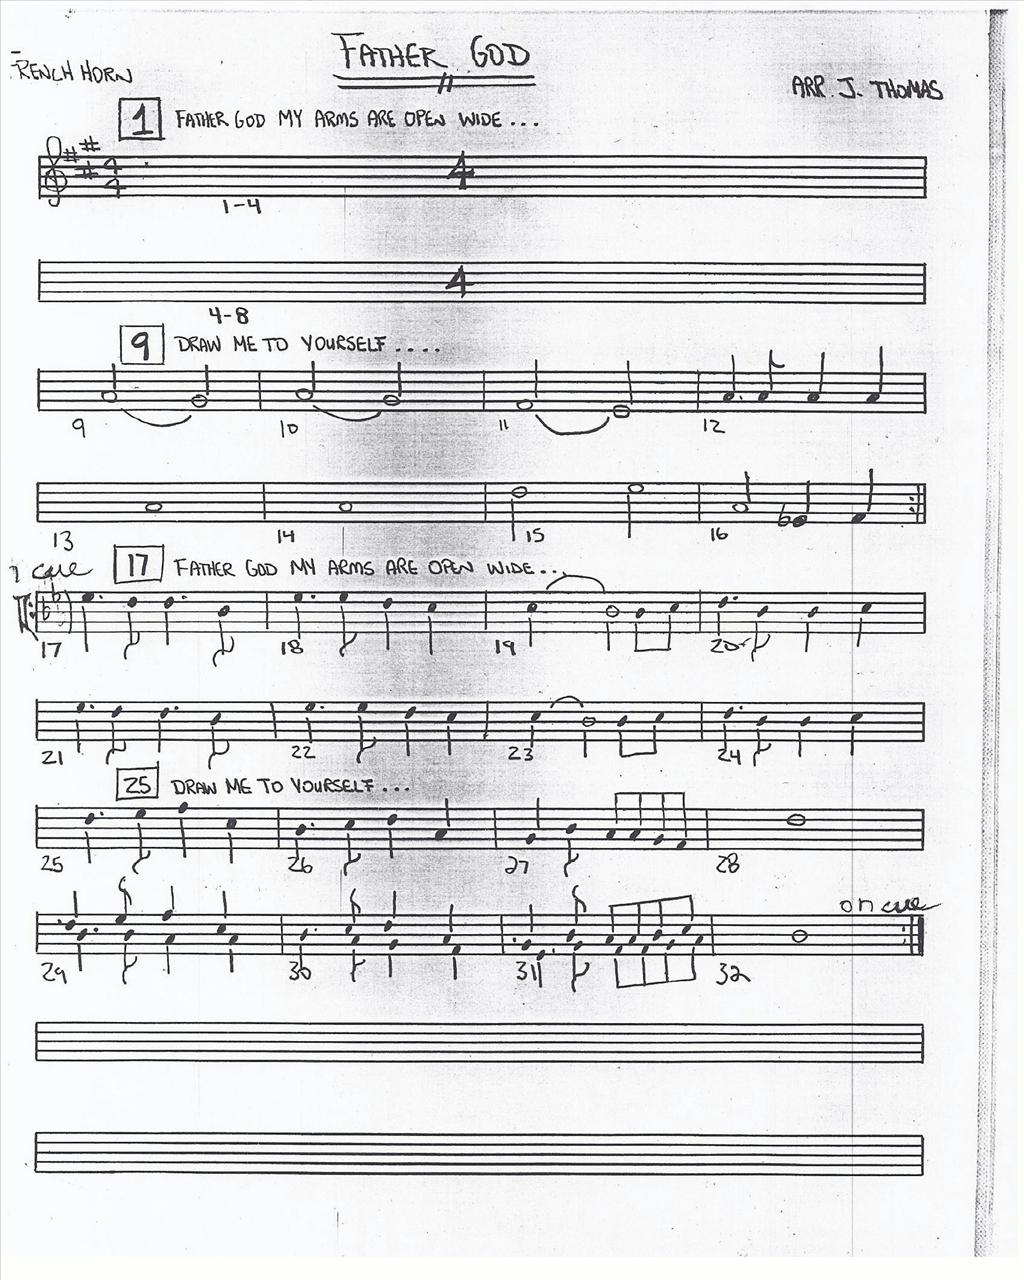 FATHER GOD
RENCH HORN
ARR. J. THOMAS
1 FATHER GOD MY ARMS ARE OPEN WIDE...
4
4
4
1-4
4
4-8
9 DRAW ME TO YOURSELF....
9 10 11 12
13 14 15 16
cue 17 FATHER GOD MY ARMS ARE OPEN WIDE...
17 18 19 20
21 22 23 24
25 DRAW ME TO YOURSELF...
25 26 27 28
on cue
29 30 31 32